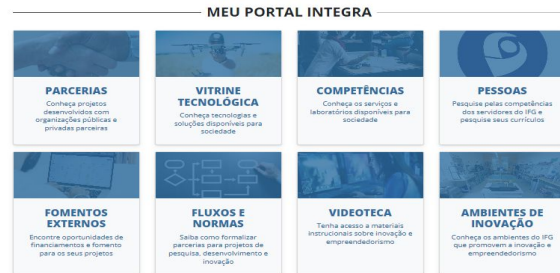 MEU PORTAL INTEGRA
PARCERIAS
Conheça projetos
desenvolvidos com
organizações públicas e
privadas parceiras
VITRINE
TECNOLÓGICA
Conheça tecnologias e
soluções disponíveis para
sociedade
COMPETÊNCIAS
Conheça os serviços e
laboratórios disponíveis para
sociedade
PESSOAS
Pesquise pelas competências
dos servidores do IFG e
pesquise seus currículos
FOMENTOS
EXTERNOS
Encontre oportunidades de
financiamentos e fomento
para os seus projetos
FLUXOS E
NORMAS
Saiba como formalizar
parcerias para projetos de
pesquisa, desenvolvimento e
inovação
VIDEOTECA
Tenha acesso a materiais
instrucionais sobre inovação e
empreendedorismo
AMBIENTES DE
INOVAÇÃO
Conheça os ambientes do IFG
que promovem a inovação e
empreendedorismo